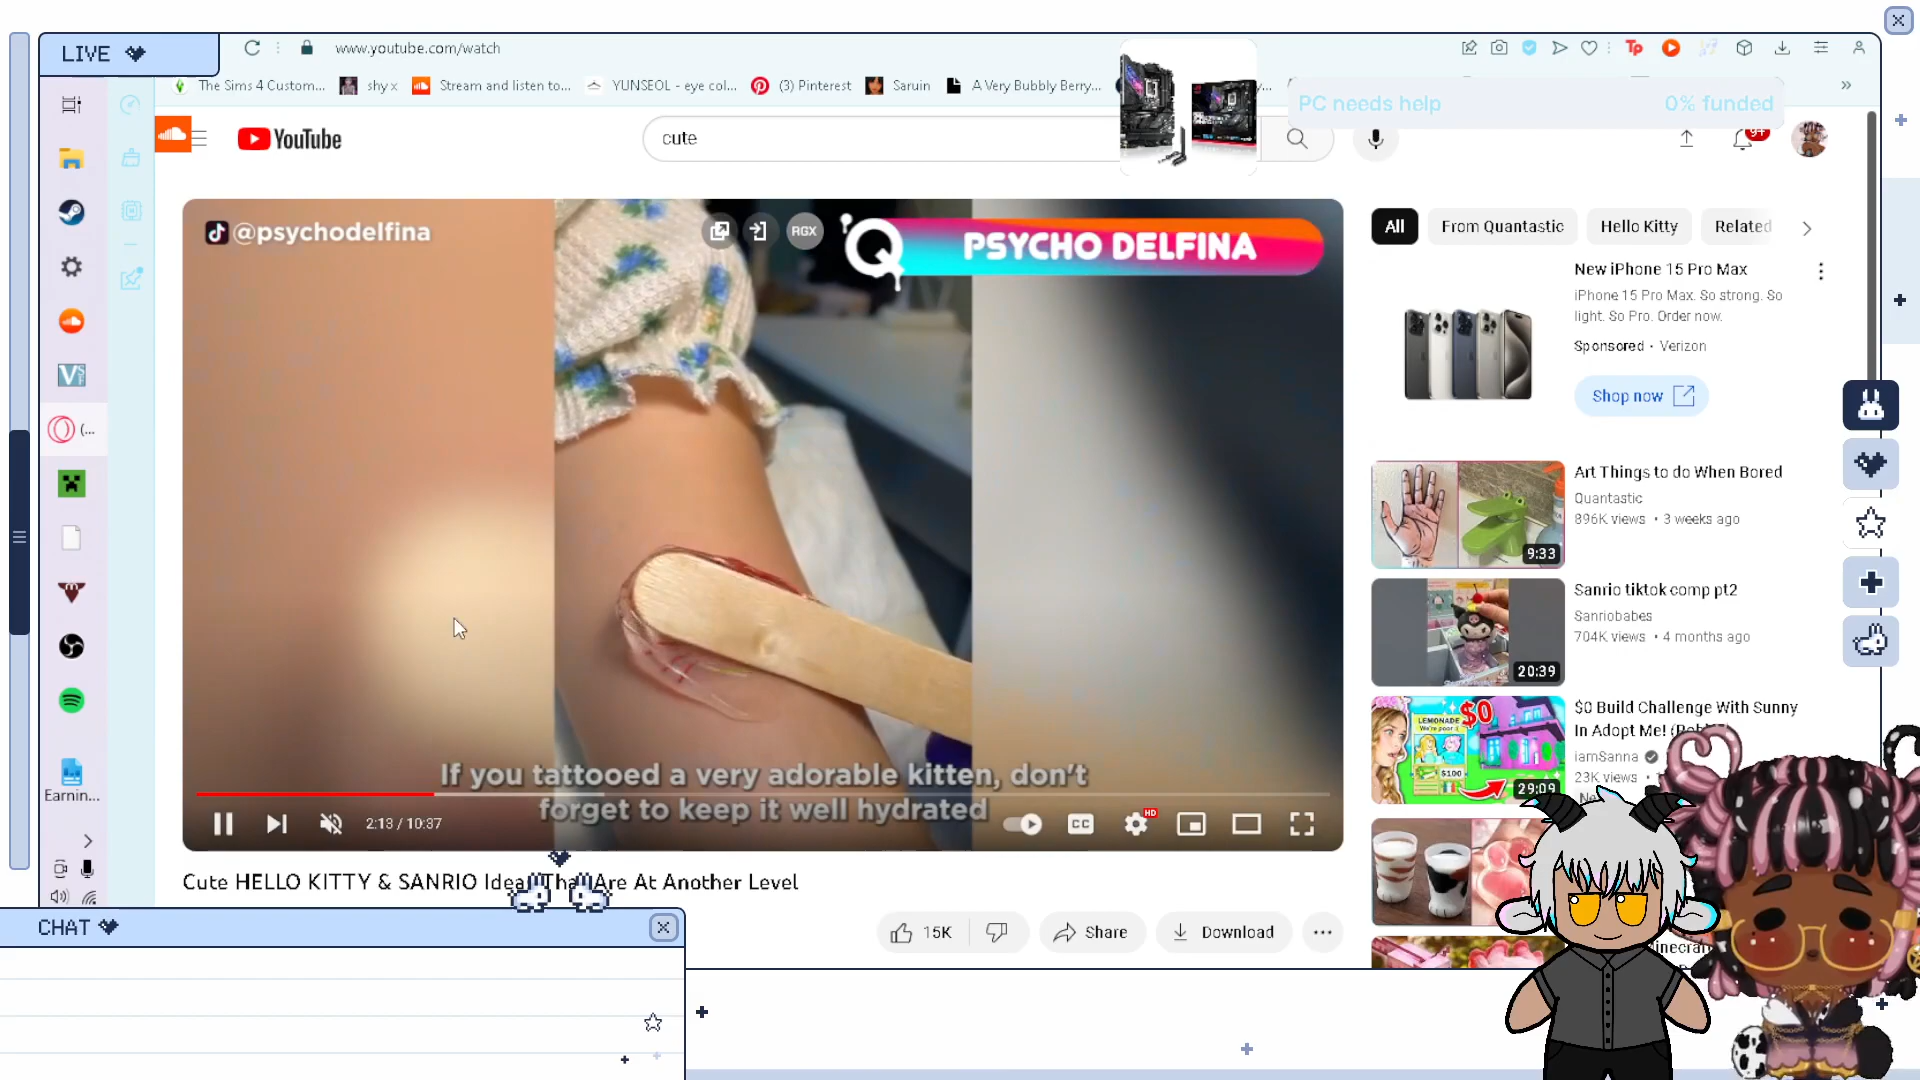 LIVE
www.youtube.com/watch
The Sims 4 Custom...
shy x
Stream and listen to...
YUNSEOL - eye col...
(3) Pinterest
Saruin
A Very Bubbly Berry...
PC needs help
0% funded
YouTube
cute
@psychodelfina
RGX
Q PSYCHO DELFINA
If you tattooed a very adorable kitten, don't
forget to keep it well hydrated
2:13 / 10:37
CC
HD
Cute HELLO KITTY & SANRIO Ideas That Are At Another Level
15K
Share
Download
All
From Quantastic
Hello Kitty
Related
New iPhone 15 Pro Max
iPhone 15 Pro Max. So strong. So
light. So Pro. Order now.
Sponsored · Verizon
Shop now
Art Things to do When Bored
Quantastic
896K views • 3 weeks ago
9:33
Sanrio tiktok comp pt2
Sanriobabes
704K views • 4 months ago
20:39
$0 Build Challenge With Sunny
In Adopt Me!
iamSanna
23K views
LEMONADE
$0
$100
29:09
Earnin...
CHAT